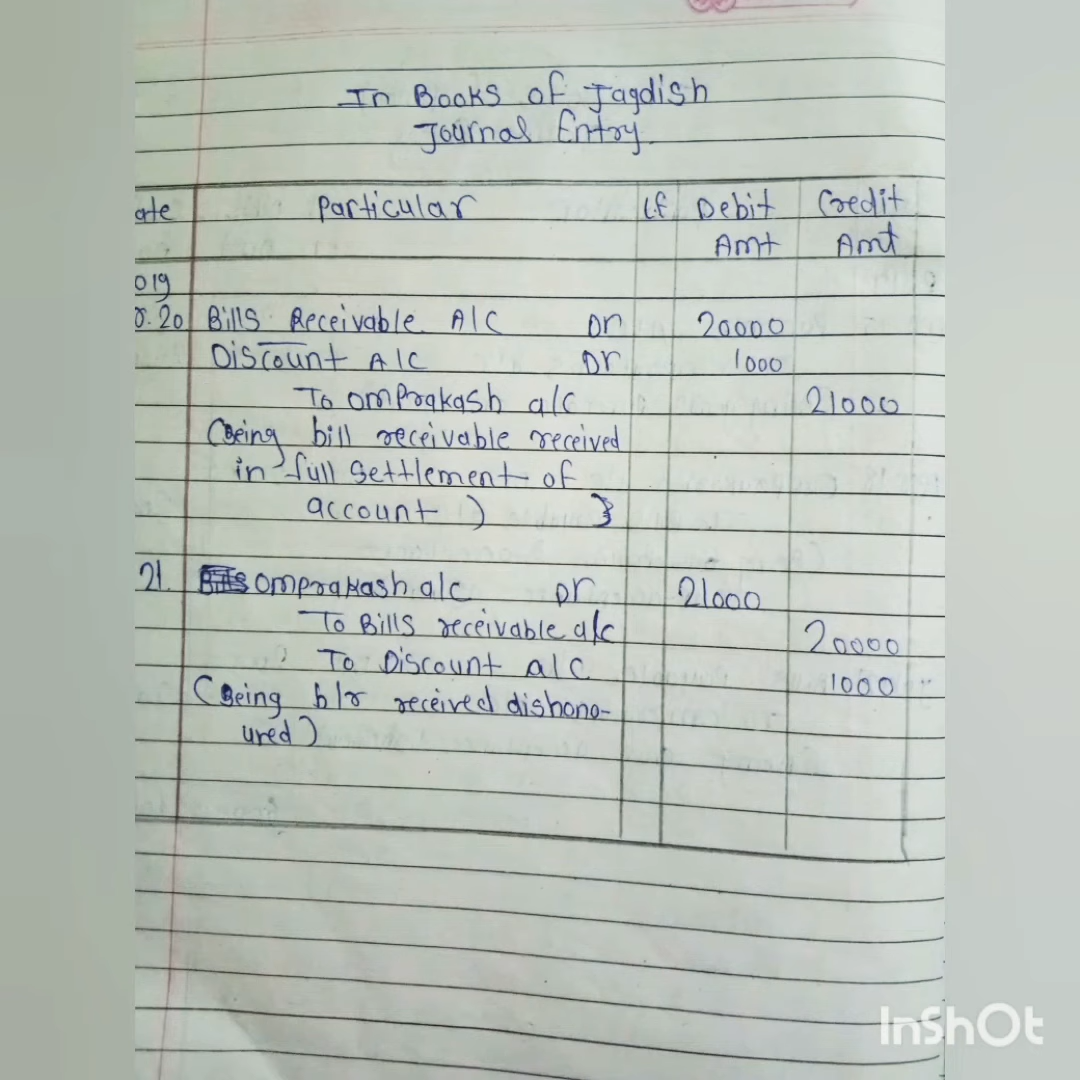 In Books of Jagdish
Journal Entry
ate Particular L.F Debit Amt Credit Amt
019
r. 20 Bills Receivable A/C Dr 20000
Discount A/C Dr 1000
To omprakash a/c 21000
(Being bill receivable received
in full settlement of
account) }
21. omprakash a/c Dr 21000
To Bills receivable a/c 20000
To Discount a/c 1000
(Being b/r received dishono-
ured)
InShOt